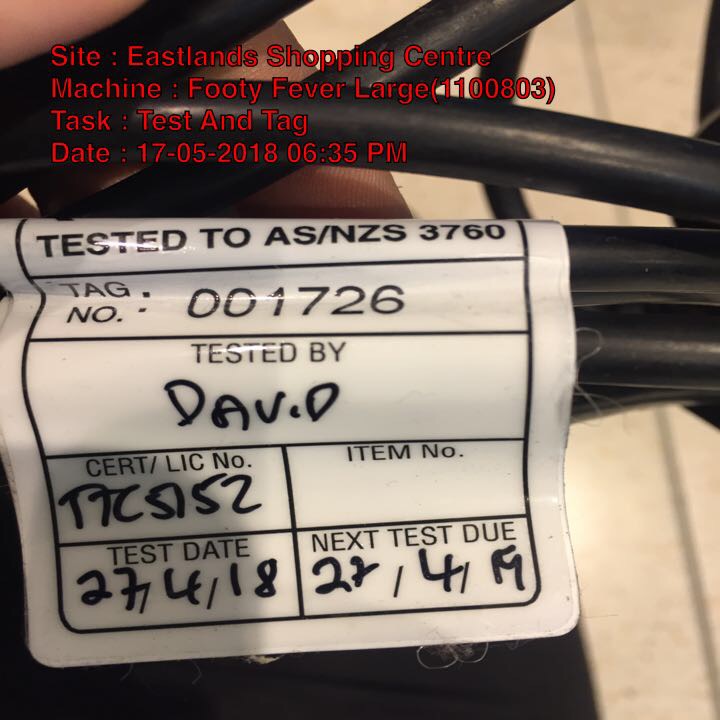 Site : Eastlands Shopping Centre
Machine : Footy Fever Large(1100803)
Task : Test And Tag
Date : 17-05-2018 06:35 PM
TESTED TO AS/NZS 3760
TAG NO. : 001726
TESTED BY
DAViD
CERT/ LIC No.
ITEM No.
TEST DATE
NEXT TEST DUE
27/4/18
27/4/19